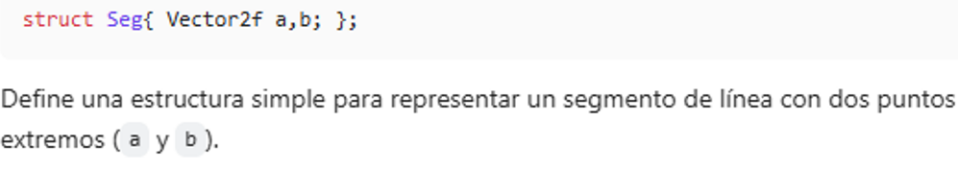 struct Seg{ Vector2f a,b; };
Define una estructura simple para representar un segmento de línea con dos puntos
extremos ( a y b ).